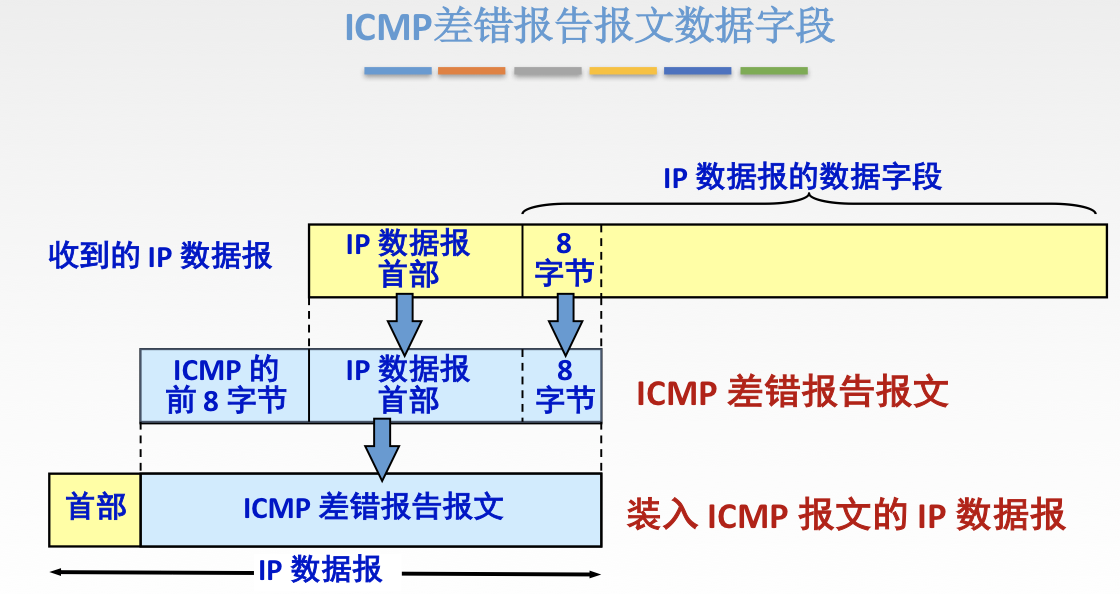 ICMP差错报告报文数据字段
IP 数据报的数据字段
收到的 IP 数据报
IP 数据报
首部
8
字节
ICMP 的
前 8 字节
IP 数据报
首部
8
字节
ICMP 差错报告报文
首部
ICMP 差错报告报文
装入 ICMP 报文的 IP 数据报
IP 数据报